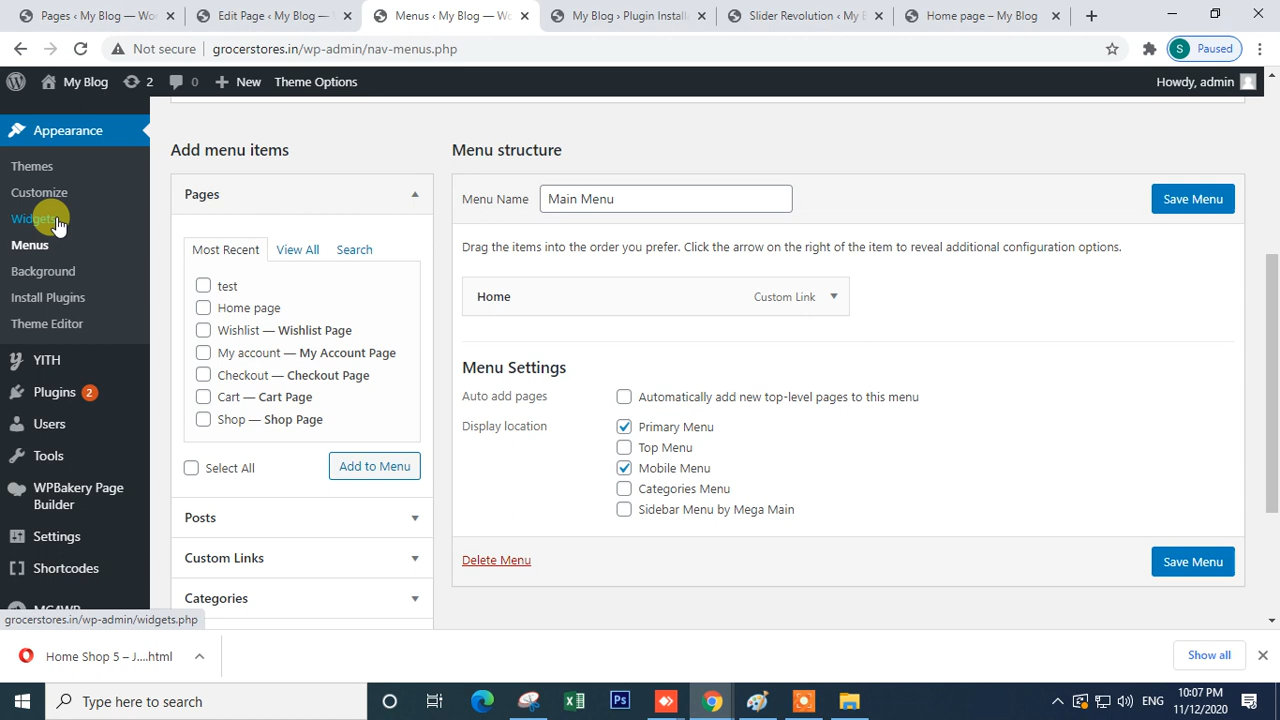 Pages ‹ My Blog — Wo
Edit Page ‹ My Blog — W
Menus ‹ My Blog — Wo
My Blog › Plugin Install
Slider Revolution ‹ My B
Home page – My Blog
Not secure
grocerstores.in/wp-admin/nav-menus.php
Paused
My Blog
2
0
New
Theme Options
Howdy, admin
Appearance
Themes
Customize
Widgets
Menus
Background
Install Plugins
Theme Editor
YITH
Plugins 2
Users
Tools
WPBakery Page
Builder
Settings
Shortcodes
grocerstores.in/wp-admin/widgets.php
Add menu items
Pages
Most Recent
View All
Search
test
Home page
Wishlist — Wishlist Page
My account — My Account Page
Checkout — Checkout Page
Cart — Cart Page
Shop — Shop Page
Select All
Add to Menu
Posts
Custom Links
Categories
Menu structure
Menu Name
Main Menu
Save Menu
Drag the items into the order you prefer. Click the arrow on the right of the item to reveal additional configuration options.
Home
Custom Link
Menu Settings
Auto add pages
Automatically add new top-level pages to this menu
Display location
Primary Menu
Top Menu
Mobile Menu
Categories Menu
Sidebar Menu by Mega Main
Delete Menu
Save Menu
Home Shop 5 – J....html
Show all
Type here to search
ENG
10:07 PM
11/12/2020